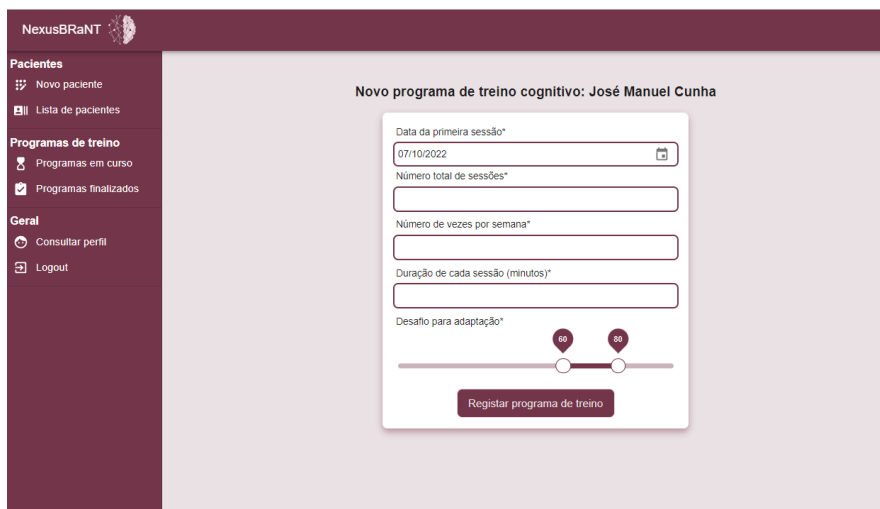 NexusBRaNT
Pacientes
Novo paciente
Lista de pacientes
Programas de treino
Programas em curso
Programas finalizados
Geral
Consultar perfil
Logout
Novo programa de treino cognitivo: José Manuel Cunha
Data da primeira sessão*
07/10/2022
Número total de sessões*
Número de vezes por semana*
Duração de cada sessão (minutos)*
Desafio para adaptação*
60 80
Registar programa de treino